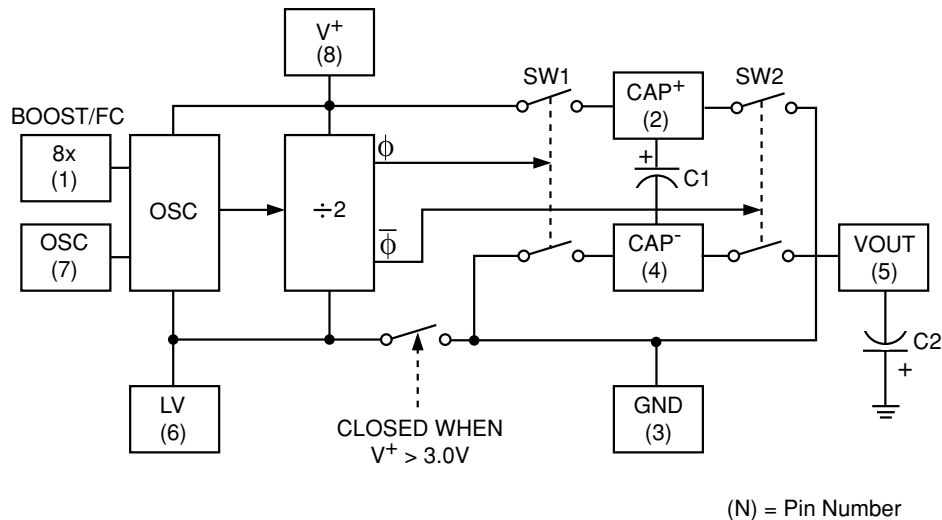 V+
(8)
SW1
CAP+
(2)
SW2
BOOST/FC
8x
(1)
OSC
÷2
ϕ
+
C1
OSC
(7)
ϕ̅
CAP-
(4)
VOUT
(5)
C2
+
LV
(6)
CLOSED WHEN
V+ > 3.0V
GND
(3)
(N) = Pin Number